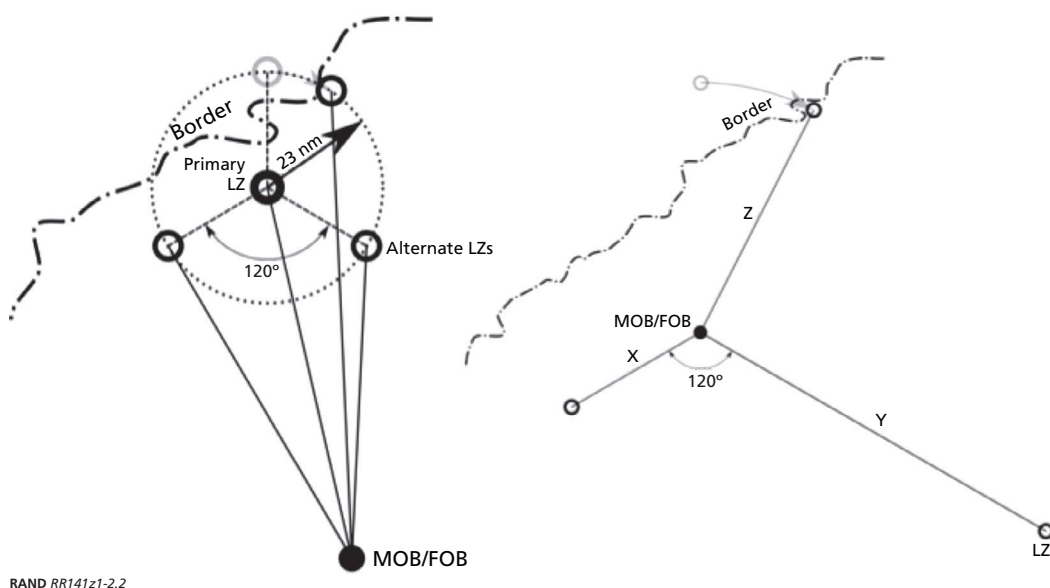 Border
23 nm
Primary
LZ
120º
Alternate LZs
MOB/FOB
Border
Z
MOB/FOB
X
120º
Y
LZ
RAND RR141z1-2.2